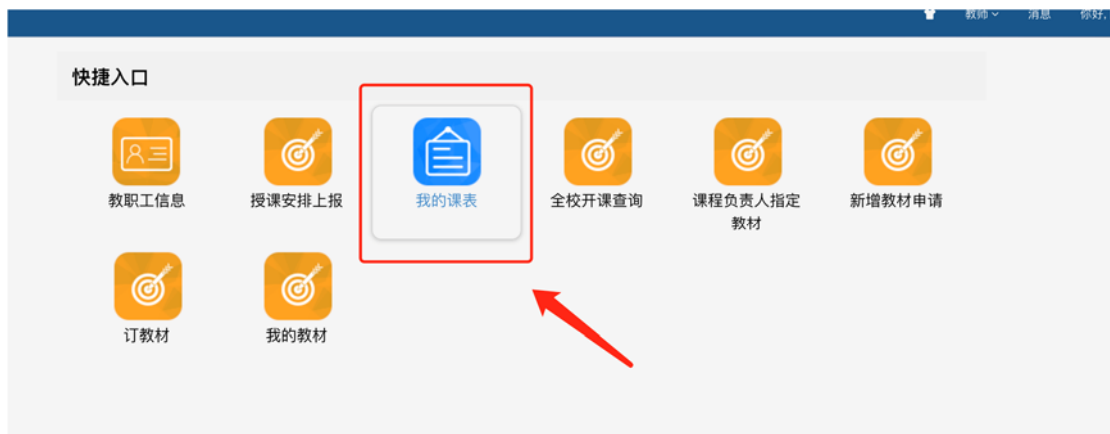 教师 消息 你好,
快捷入口
教职工信息 授课安排上报 我的课表 全校开课查询 课程负责人指定教材 新增教材申请
订教材 我的教材